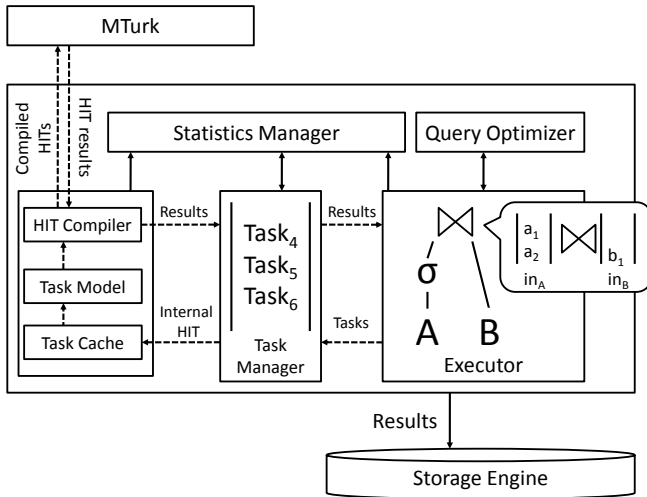 MTurk
Compiled
HITs
HIT results
Statistics Manager
Query Optimizer
HIT Compiler
Task Model
Task Cache
Results
Internal
HIT
Task4
Task5
Task6
Task
Manager
Results
Tasks
σ
A B
Executor
a1
a2
inA
b1
inB
Results
Storage Engine